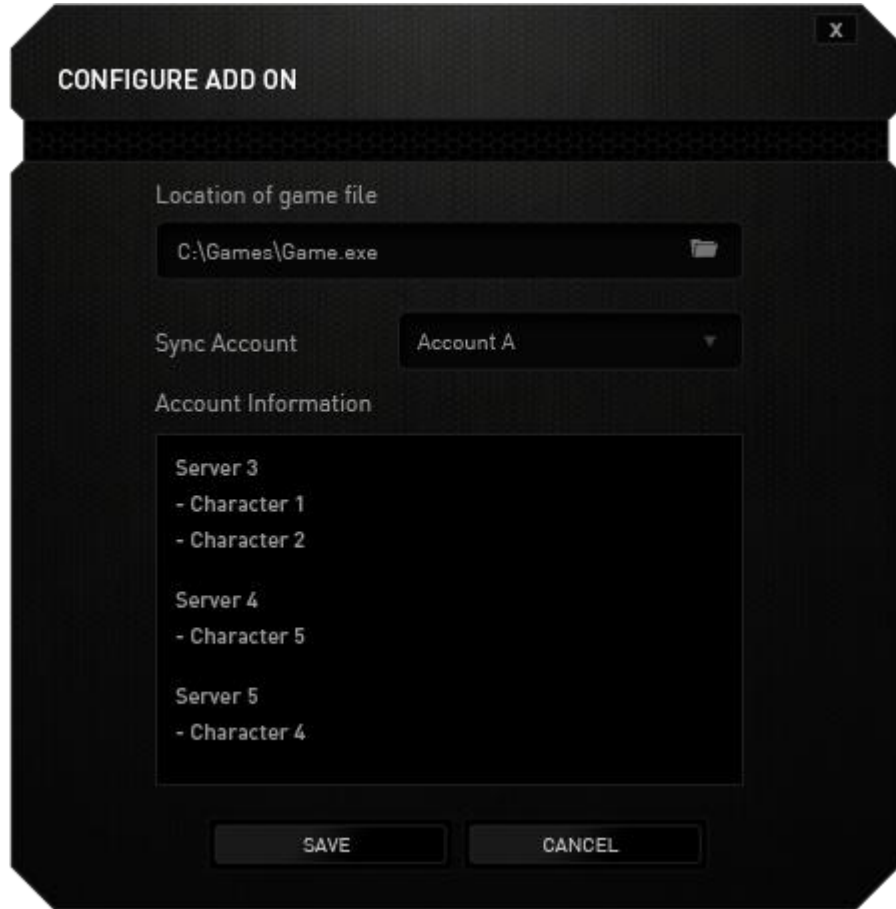 X
CONFIGURE ADD ON
Location of game file
C:\Games\Game.exe
Sync Account
Account A
Account Information
Server 3
- Character 1
- Character 2
Server 4
- Character 5
Server 5
- Character 4
SAVE
CANCEL